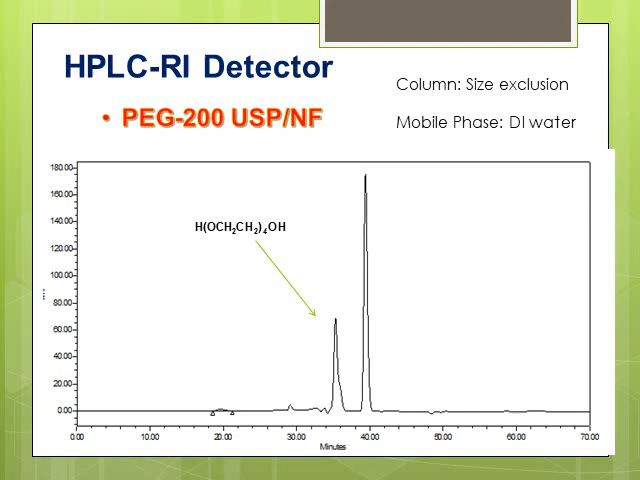 HPLC-RI Detector
• PEG-200 USP/NF
Column: Size exclusion
Mobile Phase: DI water
H(OCH₂CH₂)₄OH
180.00
160.00
140.00
120.00
100.00
80.00
60.00
40.00
20.00
0.00
0.00 10.00 20.00 30.00 40.00 50.00 60.00 70.00
Minutes